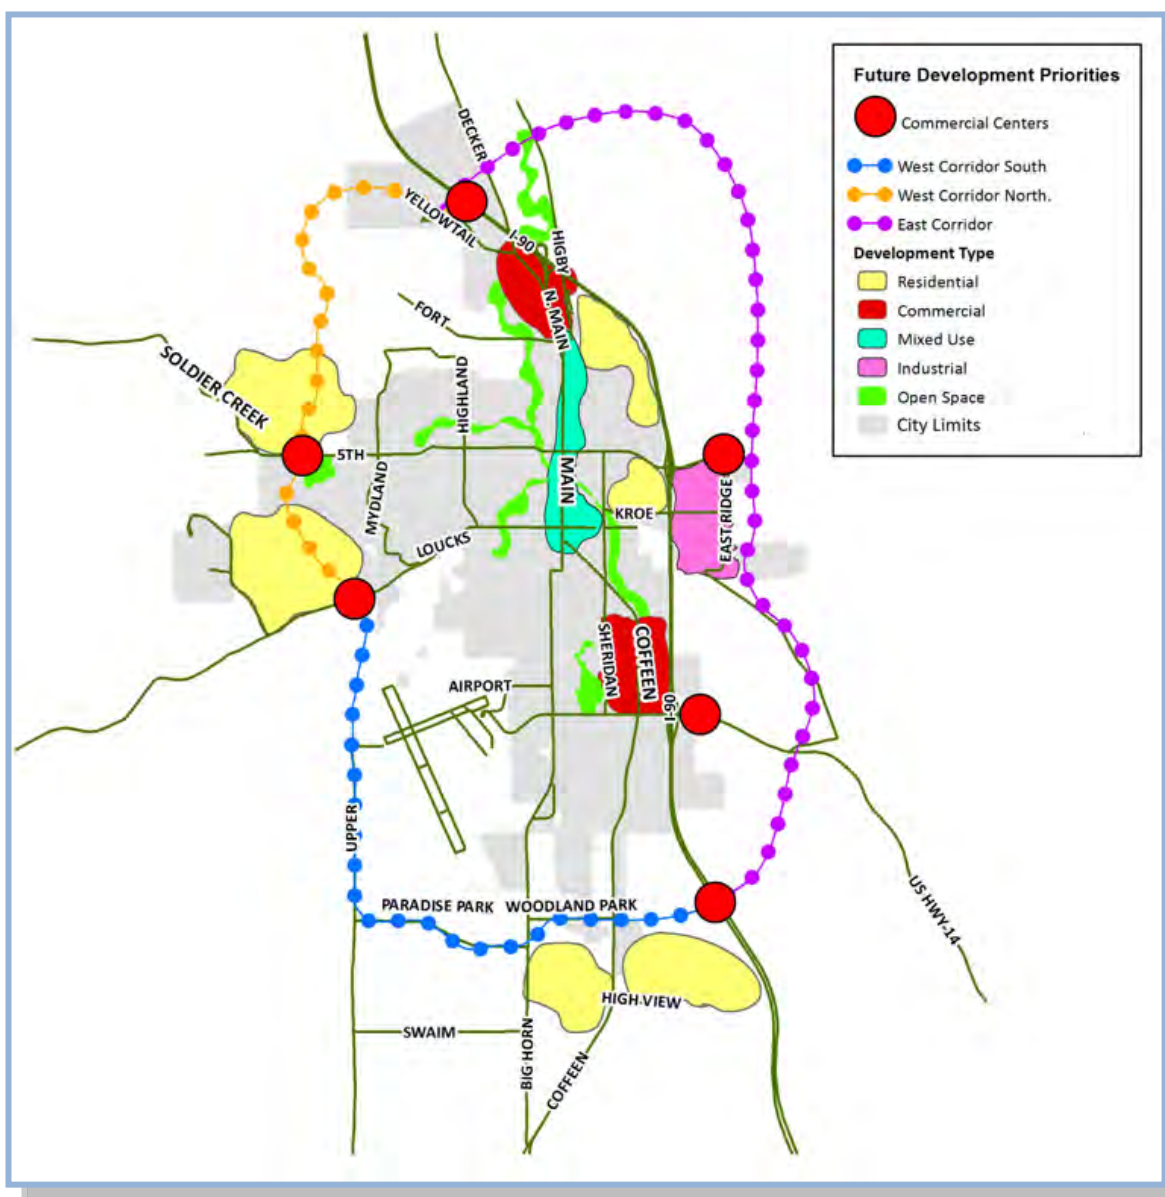 Future Development Priorities
Commercial Centers
West Corridor South
West Corridor North.
East Corridor
Development Type
Residential
Commercial
Mixed Use
Industrial
Open Space
City Limits
DECKER
YELLOWTAIL
I-90
HIGBY
N. MAIN
FORT
SOLDIER CREEK
HIGHLAND
5TH
MYDLAND
MAIN
KROE
EAST RIDGE
LOUCKS
SHERIDAN
COFFEEN
AIRPORT
I-90
UPPER
PARADISE PARK
WOODLAND PARK
US HWY-14
HIGH VIEW
SWAIM
BIG HORN
COFFEEN